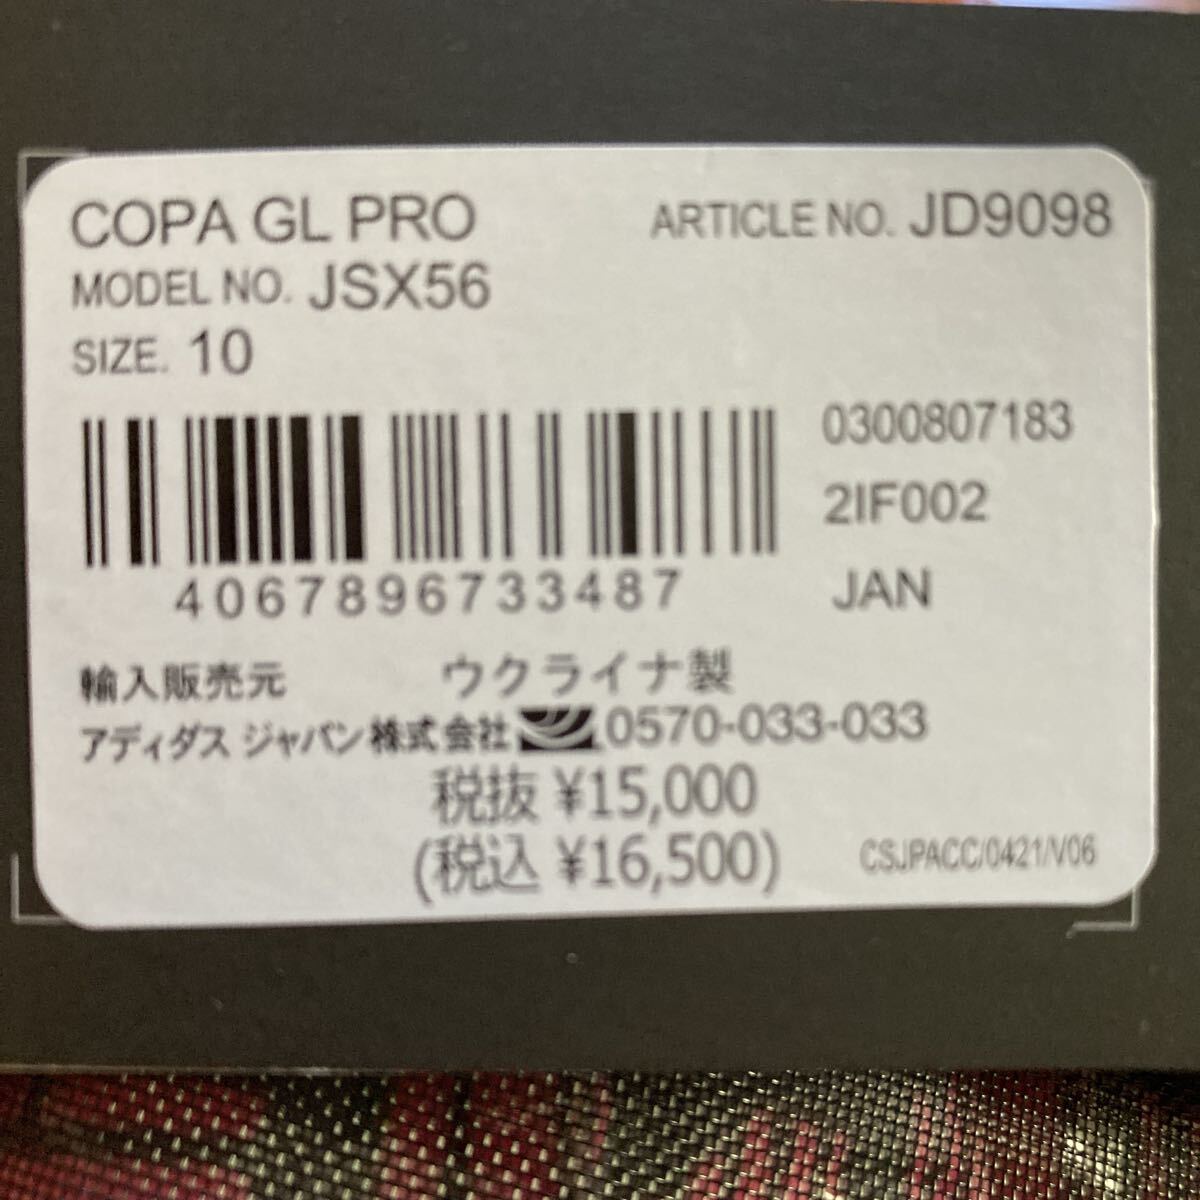 COPA GL PRO
ARTICLE NO. JD9098
MODEL NO. JSX56
SIZE. 10
0300807183
2IF002
4067896733487
JAN
輸入販売元
ウクライナ製
アディダス ジャパン株式会社 0570-033-033
税抜 ¥15,000
(税込 ¥16,500)
CSJPACC/0421/V06